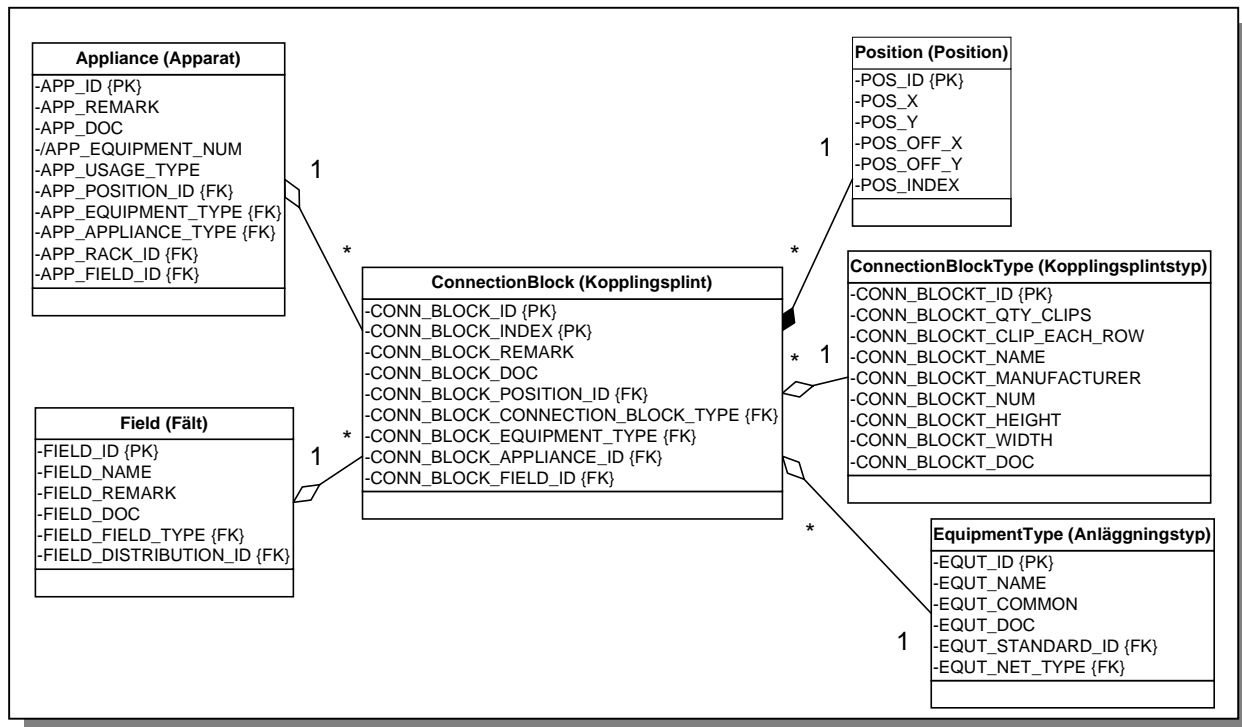 Appliance (Apparat)
-APP_ID {PK}
-APP_REMARK
-APP_DOC
-/APP_EQUIPMENT_NUM
-APP_USAGE_TYPE
-APP_POSITION_ID {FK}
-APP_EQUIPMENT_TYPE {FK}
-APP_APPLIANCE_TYPE {FK}
-APP_RACK_ID {FK}
-APP_FIELD_ID {FK}
1
*
Field (Fält)
-FIELD_ID {PK}
-FIELD_NAME
-FIELD_REMARK
-FIELD_DOC
-FIELD_FIELD_TYPE {FK}
-FIELD_DISTRIBUTION_ID {FK}
1
*
ConnectionBlock (Kopplingsplint)
-CONN_BLOCK_ID {PK}
-CONN_BLOCK_INDEX {PK}
-CONN_BLOCK_REMARK
-CONN_BLOCK_DOC
-CONN_BLOCK_POSITION_ID {FK}
-CONN_BLOCK_CONNECTION_BLOCK_TYPE {FK}
-CONN_BLOCK_EQUIPMENT_TYPE {FK}
-CONN_BLOCK_APPLIANCE_ID {FK}
-CONN_BLOCK_FIELD_ID {FK}
Position (Position)
-POS_ID {PK}
-POS_X
-POS_Y
-POS_OFF_X
-POS_OFF_Y
-POS_INDEX
1
*
ConnectionBlockType (Kopplingsplintstyp)
-CONN_BLOCKT_ID {PK}
-CONN_BLOCKT_QTY_CLIPS
-CONN_BLOCKT_CLIP_EACH_ROW
-CONN_BLOCKT_NAME
-CONN_BLOCKT_MANUFACTURER
-CONN_BLOCKT_NUM
-CONN_BLOCKT_HEIGHT
-CONN_BLOCKT_WIDTH
-CONN_BLOCKT_DOC
* 1
EquipmentType (Anläggningstyp)
-EQUT_ID {PK}
-EQUT_NAME
-EQUT_COMMON
-EQUT_DOC
-EQUT_STANDARD_ID {FK}
-EQUT_NET_TYPE {FK}
*
1